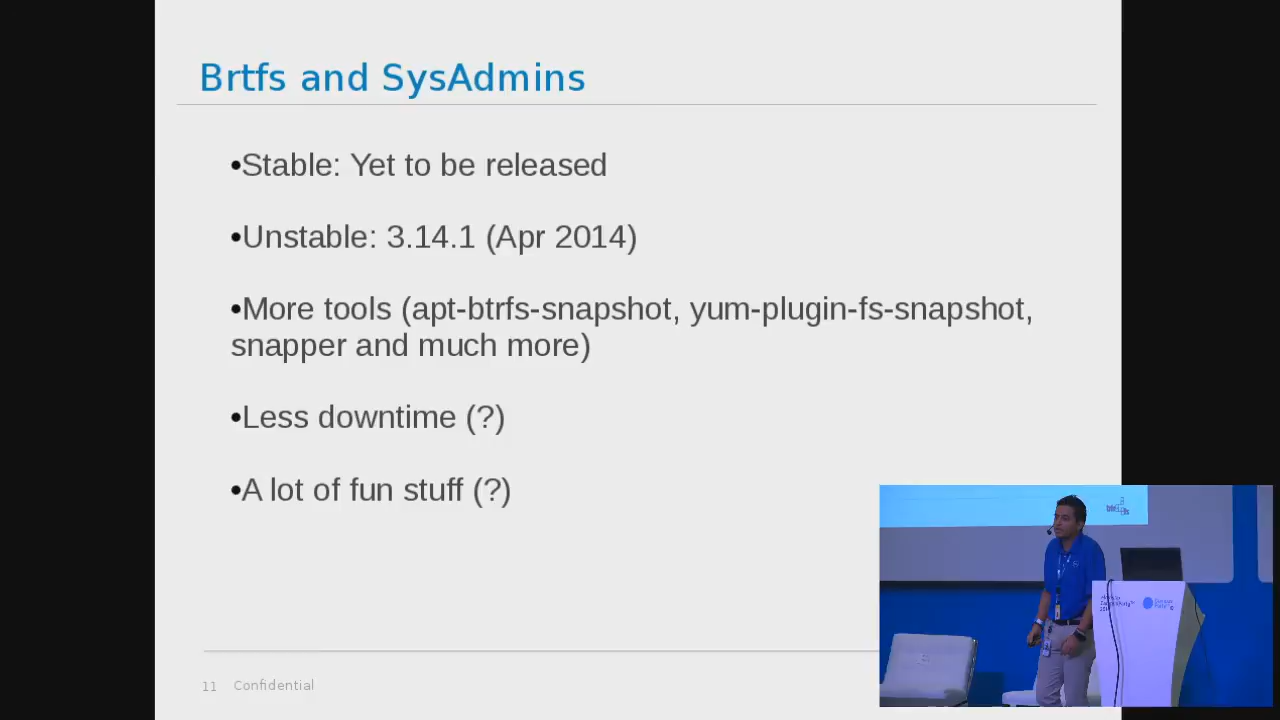 Brtfs and SysAdmins
•Stable: Yet to be released
•Unstable: 3.14.1 (Apr 2014)
•More tools (apt-btrfs-snapshot, yum-plugin-fs-snapshot,
snapper and much more)
•Less downtime (?)
•A lot of fun stuff (?)
11 Confidential